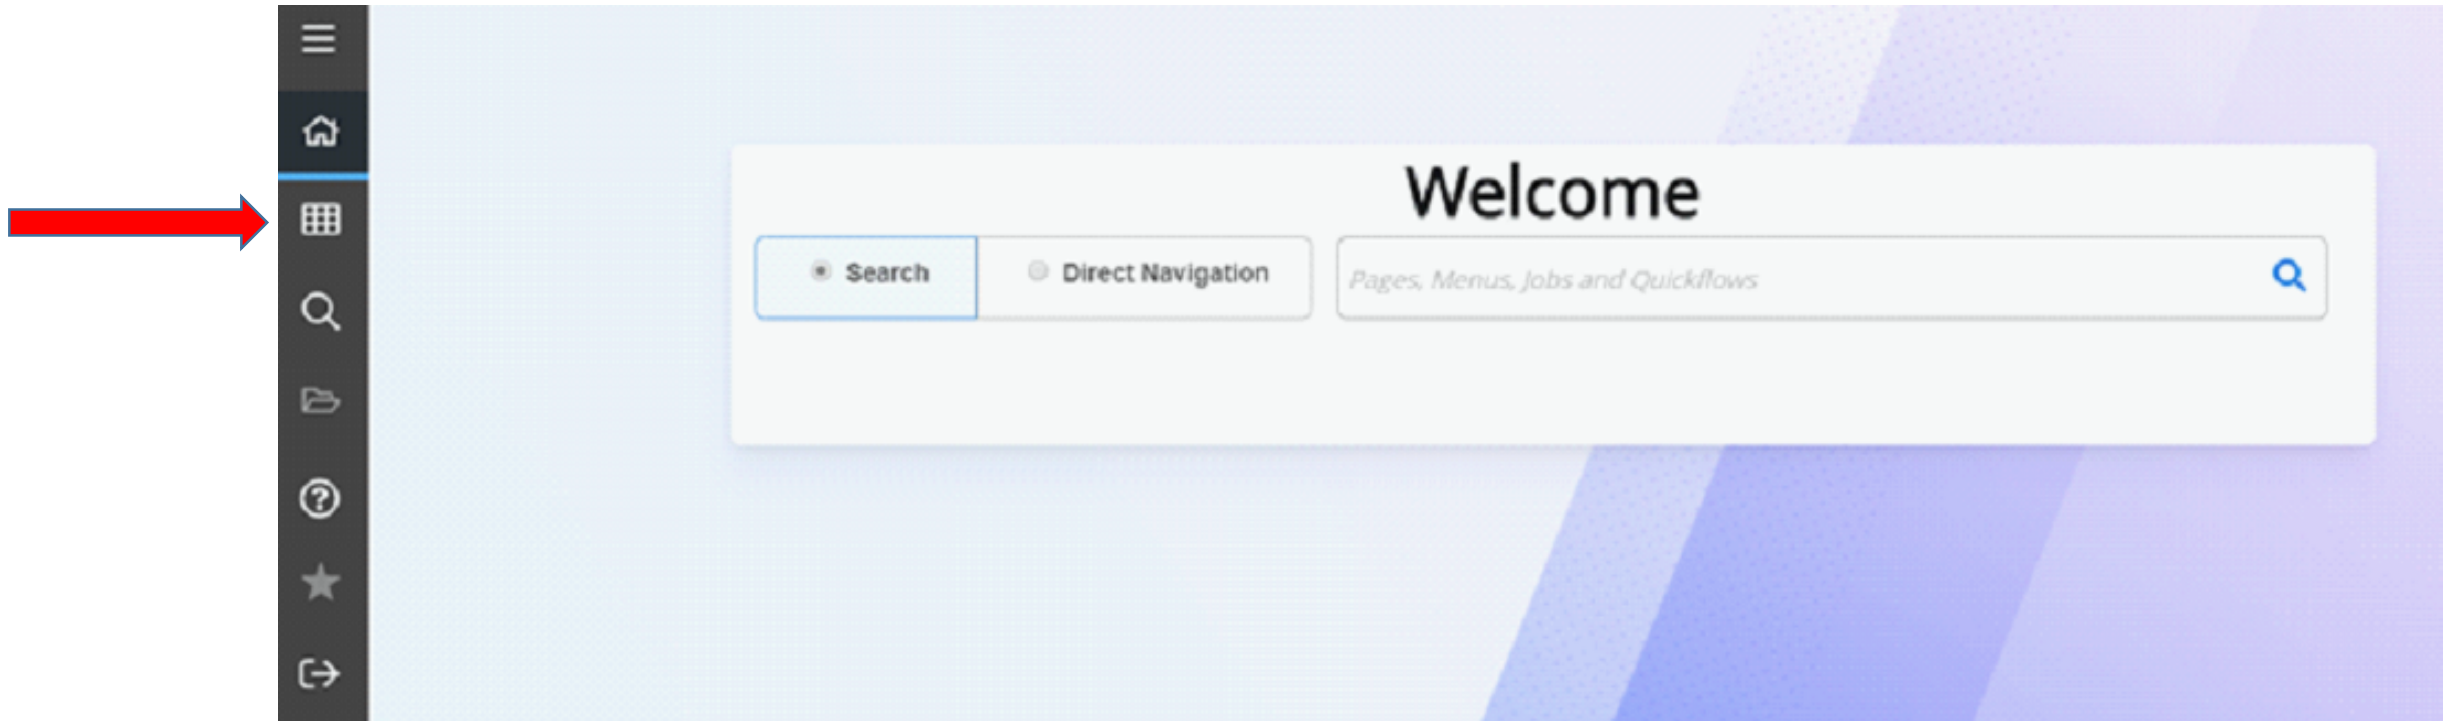 Welcome
Search
Direct Navigation
Pages, Menus, Jobs and Quickflows